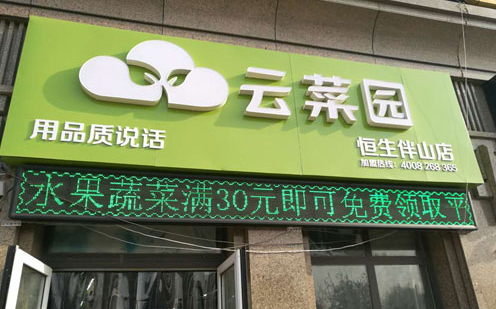 云菜园
用品质说话
恒生伴山店
加盟热线：4008 268 365
水果蔬菜满30元即可免费领取平